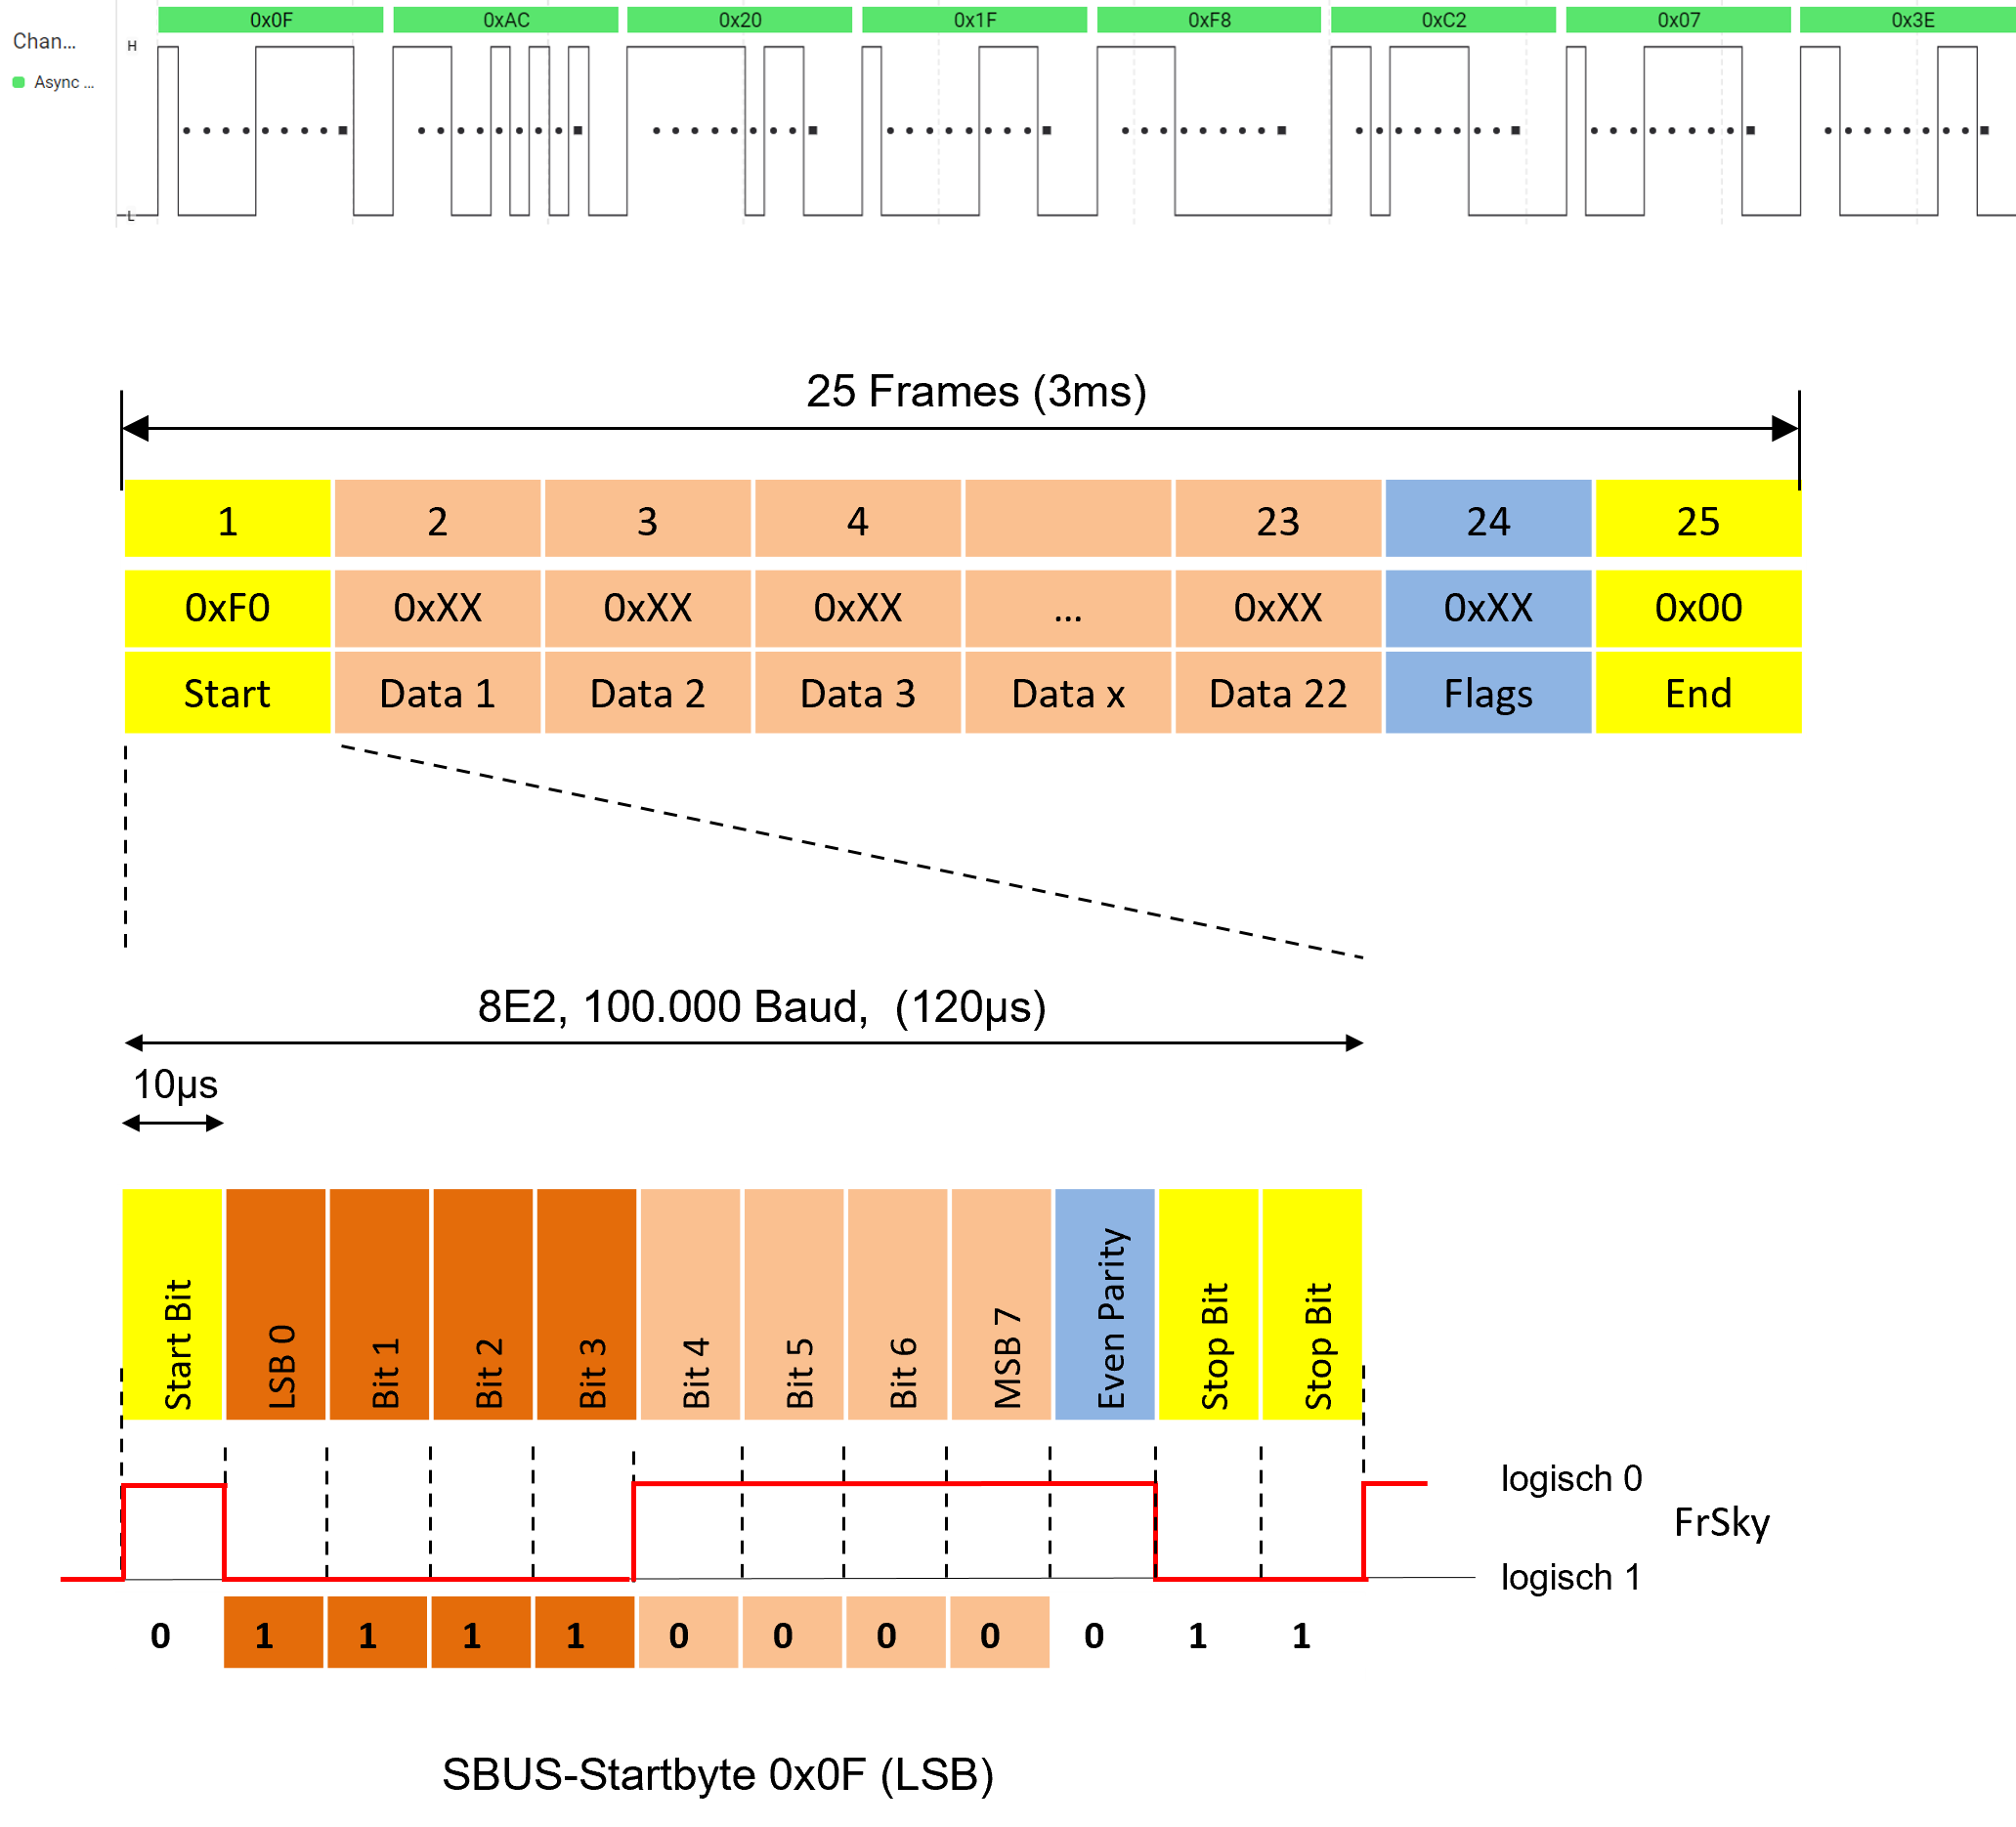 0x0F 0xAC 0x20 0x1F 0xF8 0xC2 0x07 0x3E
Chan...
H
Async ...
L
25 Frames (3ms)
1 2 3 4 23 24 25
0xF0 0xXX 0xXX 0xXX ... 0xXX 0xXX 0x00
Start Data 1 Data 2 Data 3 Data x Data 22 Flags End
8E2, 100.000 Baud, (120µs)
10µs
Start Bit
LSB 0
Bit 1
Bit 2
Bit 3
Bit 4
Bit 5
Bit 6
MSB 7
Even Parity
Stop Bit
Stop Bit
logisch 0
FrSky
logisch 1
0 1 1 1 1 0 0 0 0 0 1 1
SBUS-Startbyte 0x0F (LSB)